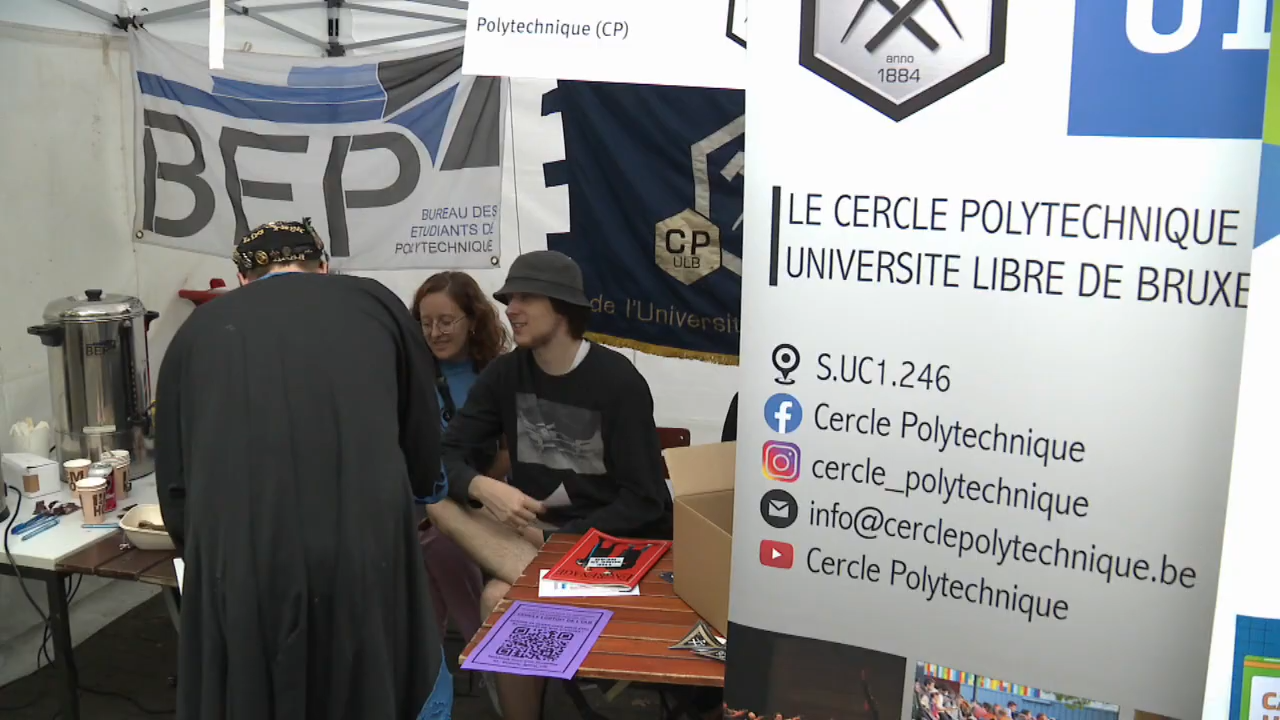 Polytechnique (CP)
anno
1884
BEP
BUREAU DES
ETUDIANTS DE
POLYTECHNIQUE
CP
ULB
de l'Universit
LE CERCLE POLYTECHNIQUE
UNIVERSITE LIBRE DE BRUXE
S.UC1.246
Cercle Polytechnique
cercle_polytechnique
info@cerclepolytechnique.be
Cercle Polytechnique
BEP